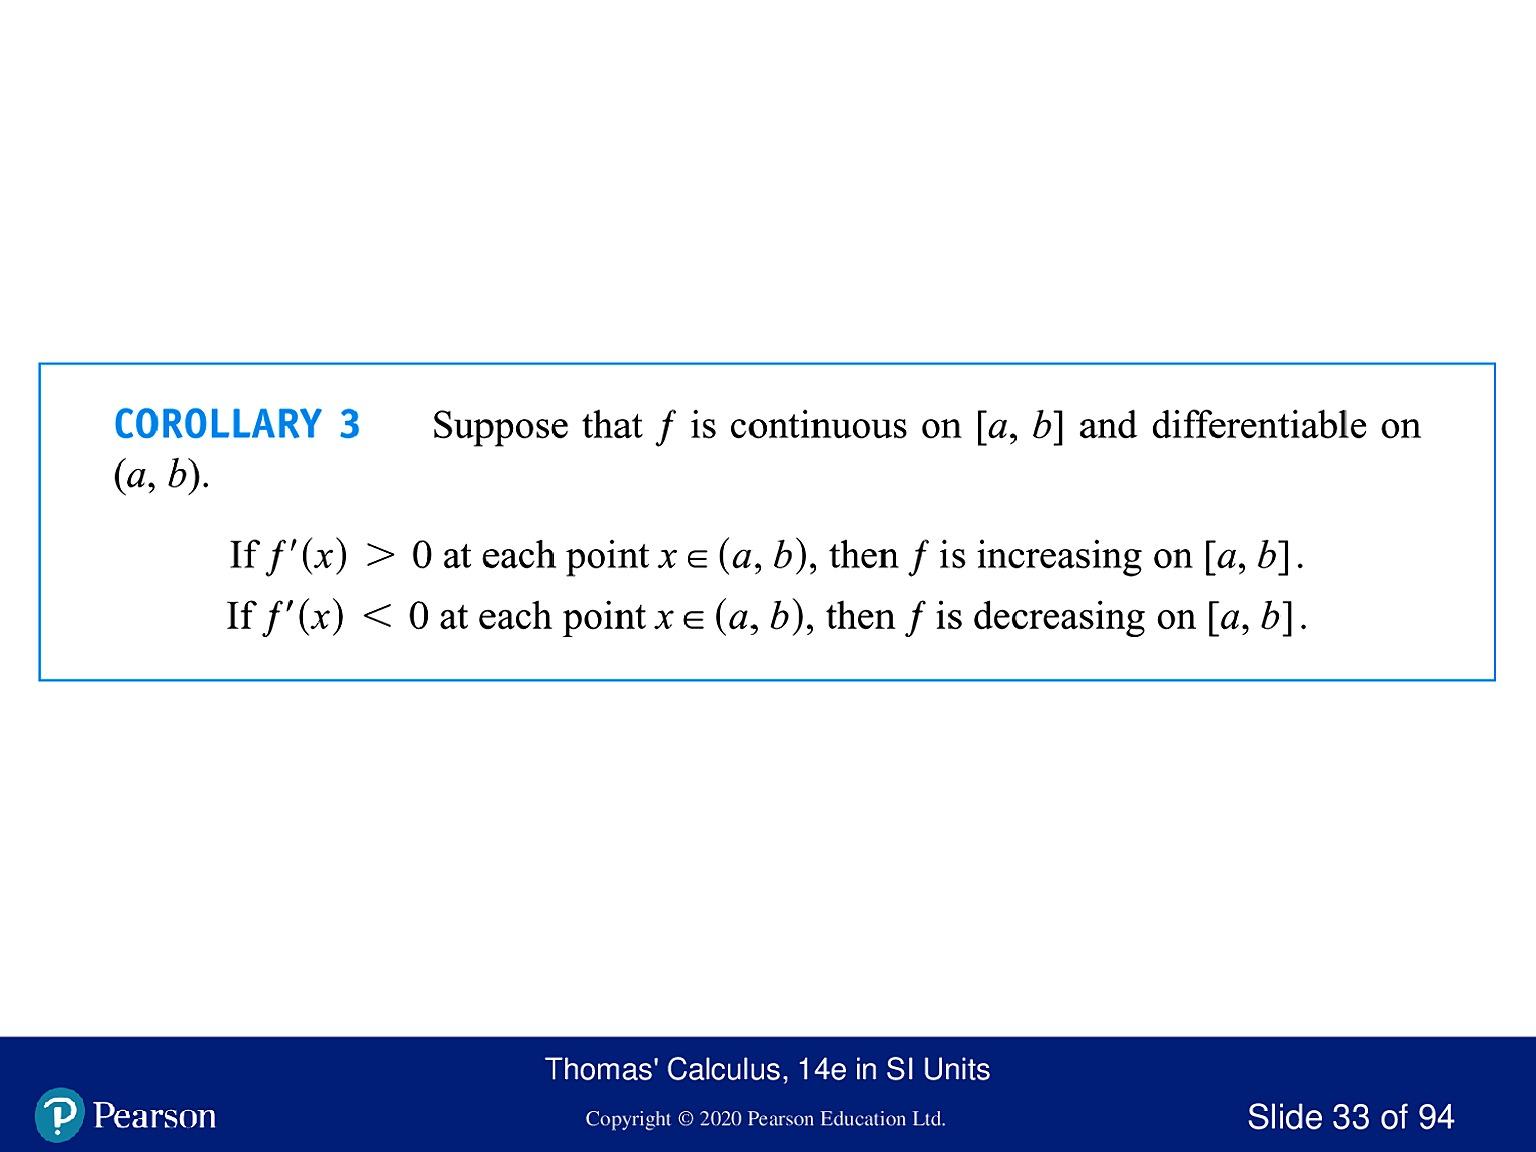 COROLLARY 3 Suppose that f is continuous on [a, b] and differentiable on
(a, b).
If f′(x) > 0 at each point x ∈ (a, b), then f is increasing on [a, b].
If f′(x) < 0 at each point x ∈ (a, b), then f is decreasing on [a, b].
Thomas' Calculus, 14e in SI Units
Pearson
Copyright © 2020 Pearson Education Ltd.
Slide 33 of 94